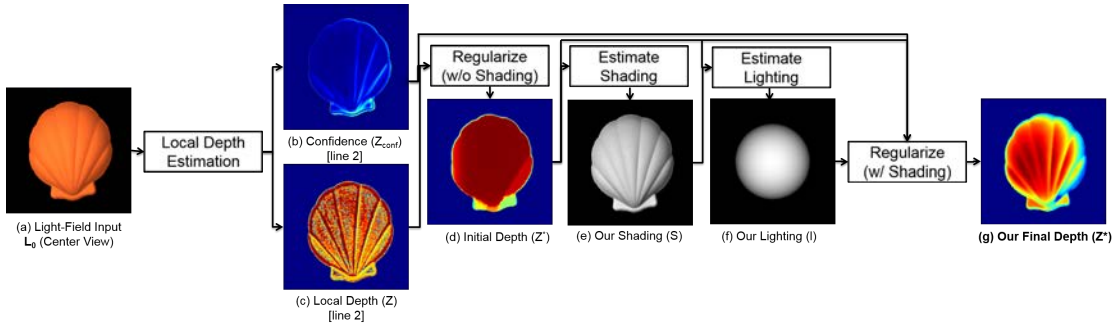 (a) Light-Field Input
L₀ (Center View)
Local Depth
Estimation
(b) Confidence (Z_conf)
[line 2]
(c) Local Depth (Z)
[line 2]
Regularize
(w/o Shading)
(d) Initial Depth (Z')
Estimate
Shading
(e) Our Shading (S)
Estimate
Lighting
(f) Our Lighting (l)
Regularize
(w/ Shading)
(g) Our Final Depth (Z*)